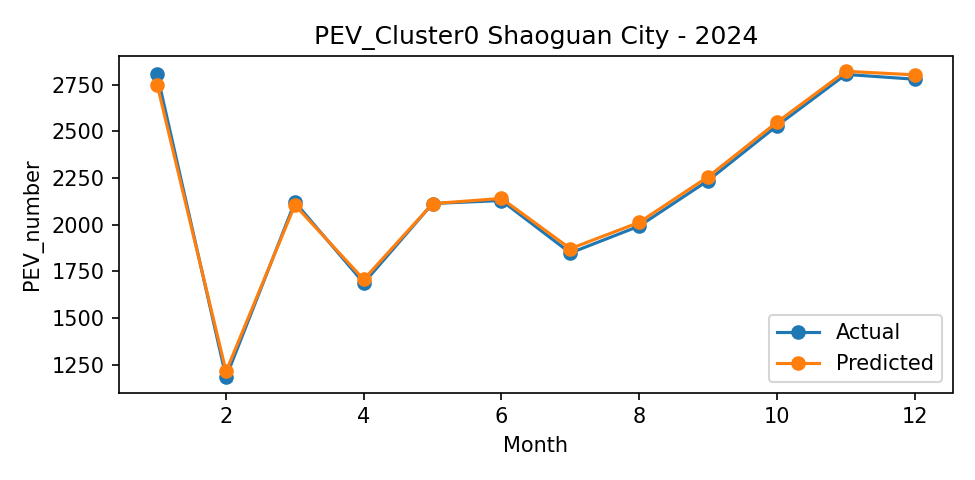 PEV_Cluster0 Shaoguan City - 2024
PEV_number
2750
2500
2250
2000
1750
1500
1250
Actual
Predicted
2 4 6 8 10 12
Month